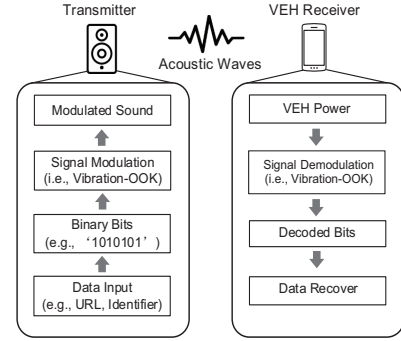 Transmitter
VEH Receiver
Acoustic Waves
Modulated Sound
Signal Modulation
(i.e., Vibration-OOK)
Binary Bits
(e.g., ‘1010101’)
Data Input
(e.g., URL, Identifier)
VEH Power
Signal Demodulation
(i.e., Vibration-OOK)
Decoded Bits
Data Recover